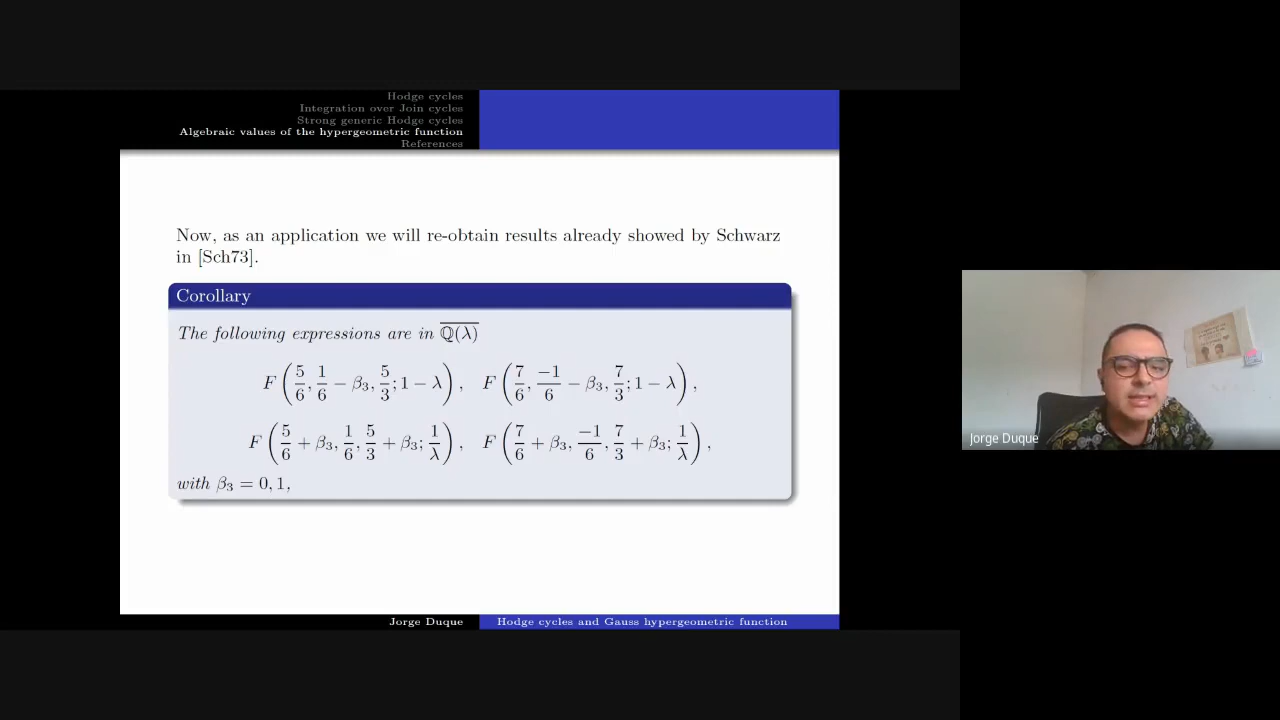 Hodge cycles
Integration over Join cycles
Strong generic Hodge cycles
Algebraic values of the hypergeometric function
References
Now, as an application we will re-obtain results already showed by Schwarz
in [Sch73].
Corollary
The following expressions are in $\overline{\mathbb{Q}(\lambda)}$
$F\left(\frac{5}{6}, \frac{1}{6} - \beta_3, \frac{5}{3}; 1 - \lambda\right), \quad F\left(\frac{7}{6}, \frac{-1}{6} - \beta_3, \frac{7}{3}; 1 - \lambda\right),$
$F\left(\frac{5}{6} + \beta_3, \frac{1}{6}, \frac{5}{3} + \beta_3; \frac{1}{\lambda}\right), \quad F\left(\frac{7}{6} + \beta_3, \frac{-1}{6}, \frac{7}{3} + \beta_3; \frac{1}{\lambda}\right),$
with $\beta_3 = 0, 1,$
Jorge Duque
Hodge cycles and Gauss hypergeometric function
Jorge Duque